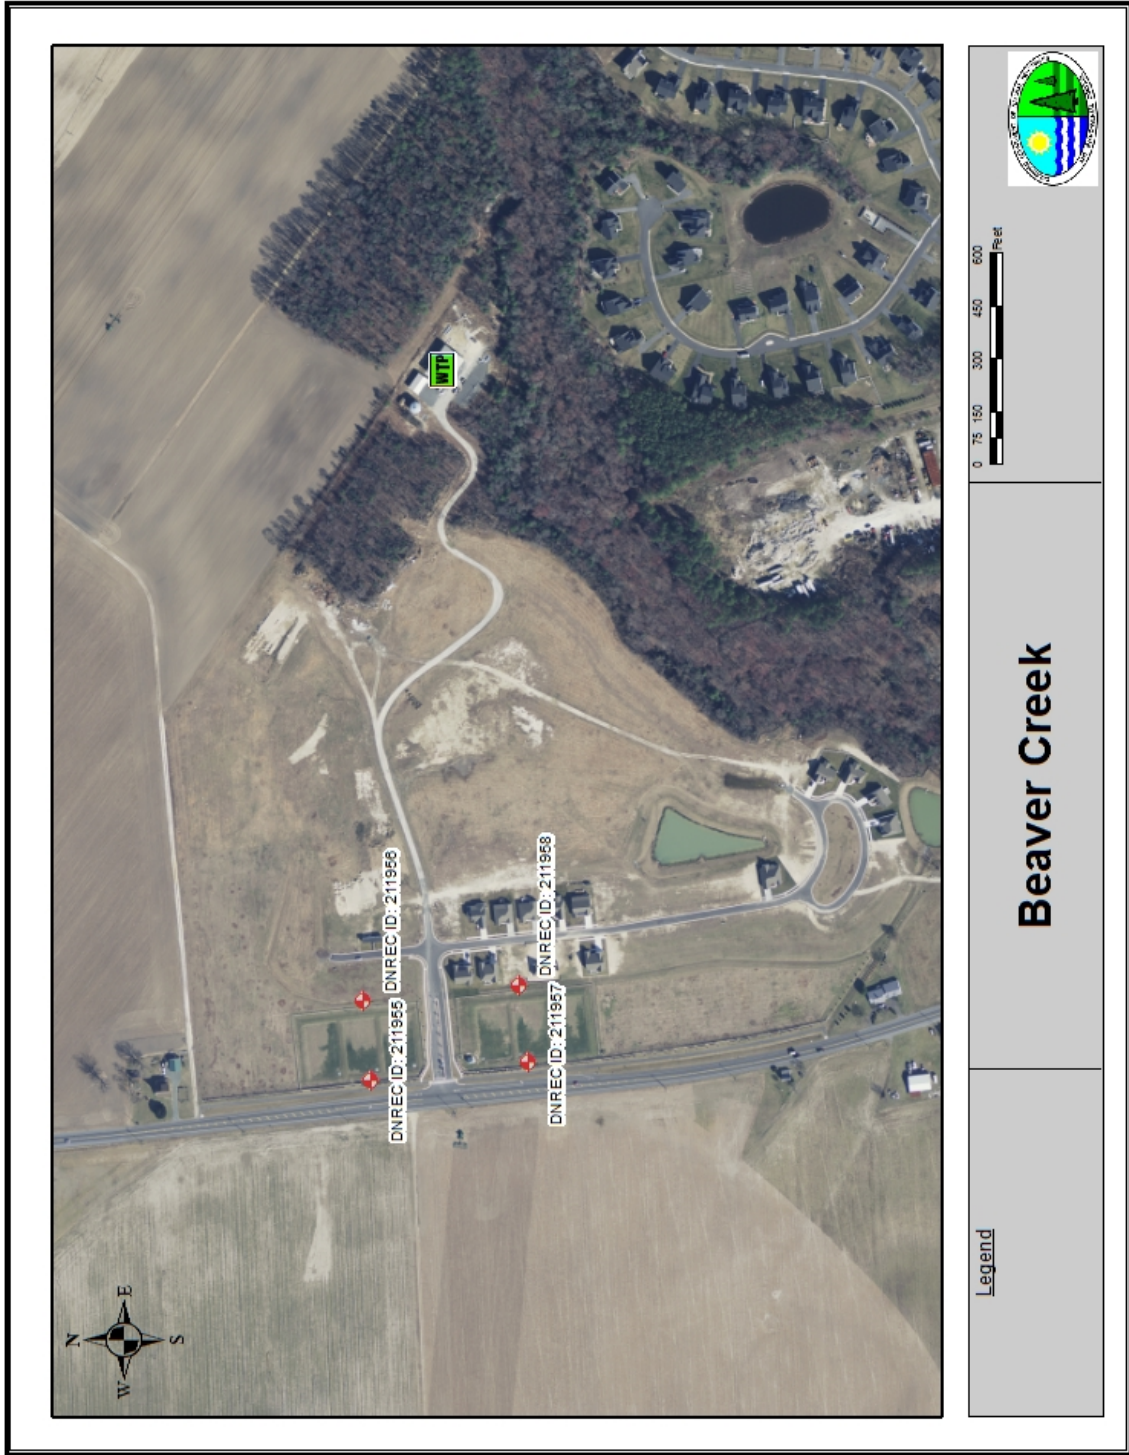 N
W
E
S
DNREC ID: 211955
DNREC ID: 211956
DNREC ID: 211957
DNREC ID: 211958
WTP
Legend
Beaver Creek
0 75 150 300 450 600
Feet